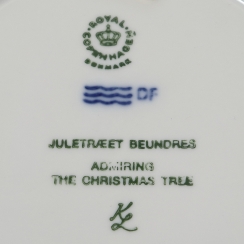 ROYAL
COPENHAGEN
DENMARK
DF
JULETRÆET BEUNDRES
ADMIRING
THE CHRISTMAS TREE